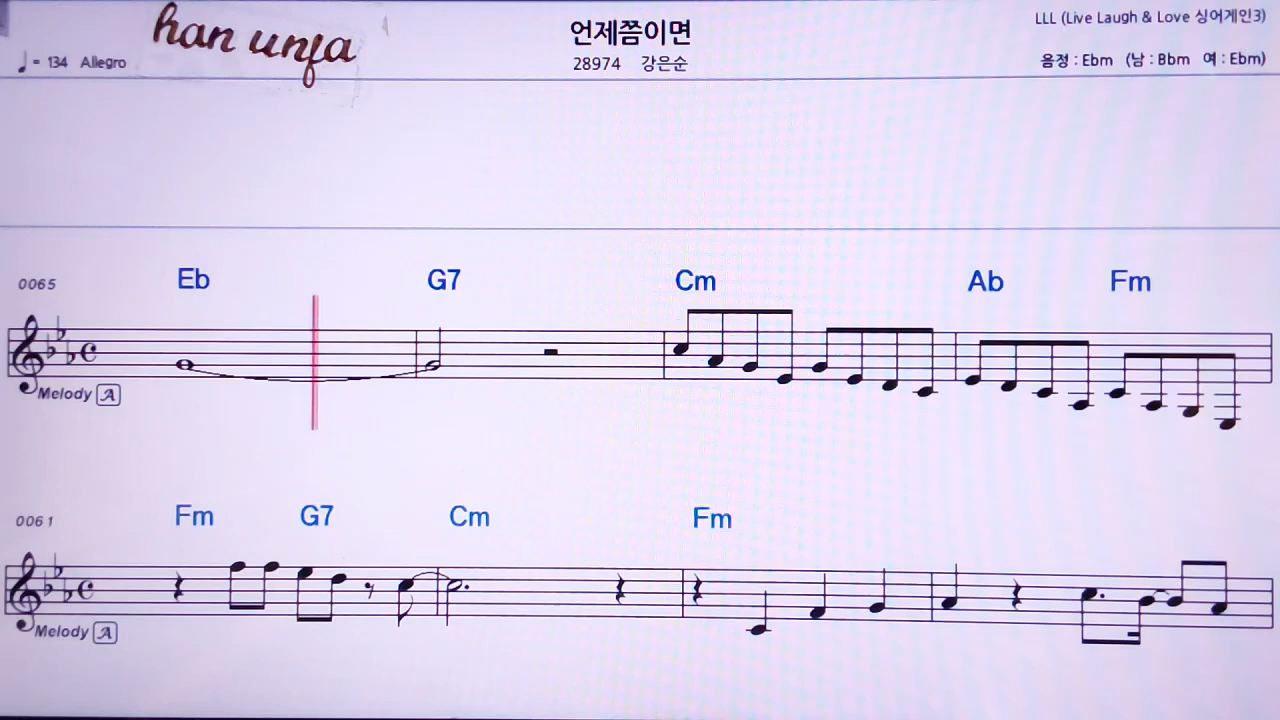 han unja
언제쯤이면
LLL (Live Laugh & Love 싱어게인3)
♩= 134 Allegro
28974 강은순
음정 : Ebm (남 : Bbm 여 : Ebm)
0065 Eb G7 Cm Ab Fm
Melody A
0061 Fm G7 Cm Fm
Melody A